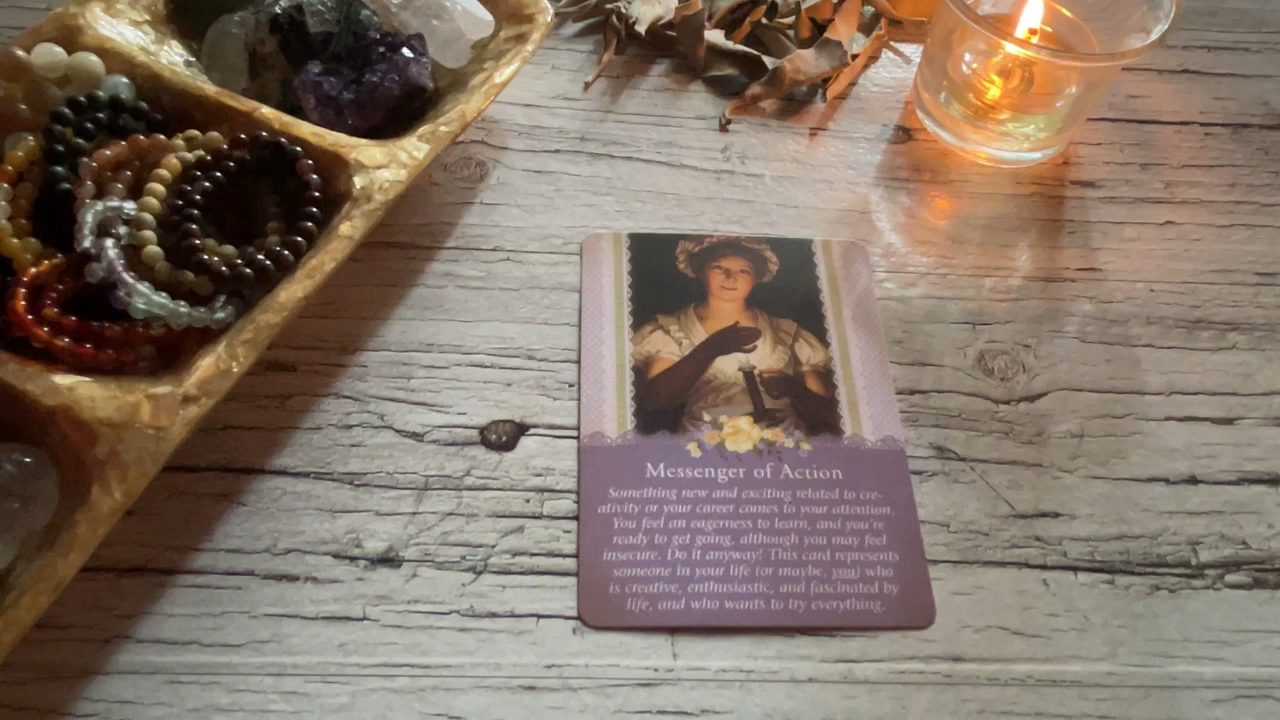 Messenger of Action
Something new and exciting related to cre-
ativity or your career comes to your attention.
You feel an eagerness to learn, and you're
ready to get going, although you may feel
insecure. Do it anyway! This card represents
someone in your life (or maybe, you) who
is creative, enthusiastic, and fascinated by
life, and who wants to try everything.